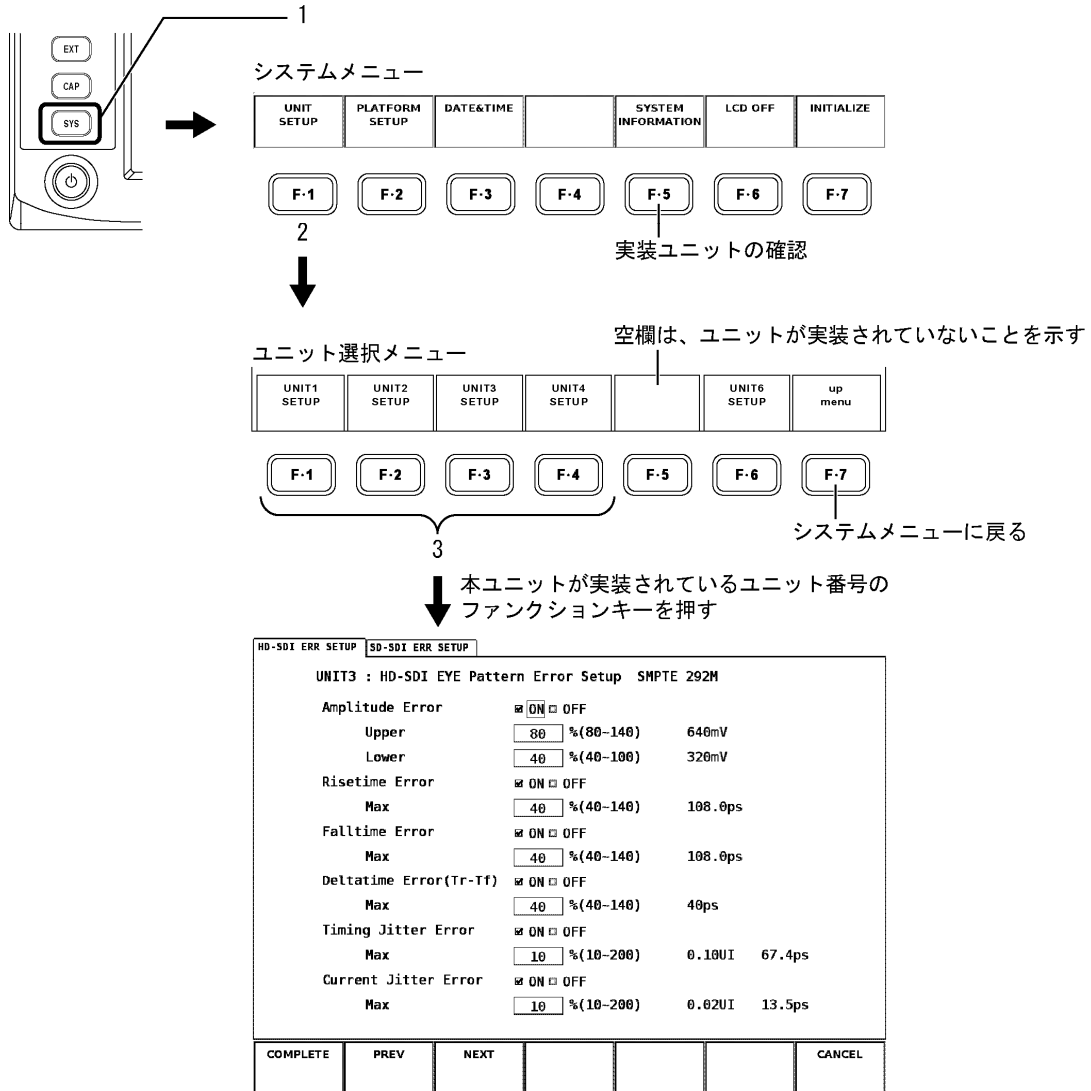 1
EXT
CAP
SYS
システムメニュー
UNIT SETUP
PLATFORM SETUP
DATE&TIME
SYSTEM INFORMATION
LCD OFF
INITIALIZE
F・1 F・2 F・3 F・4 F・5 F・6 F・7
2
実装ユニットの確認
空欄は、ユニットが実装されていないことを示す
ユニット選択メニュー
UNIT1 SETUP
UNIT2 SETUP
UNIT3 SETUP
UNIT4 SETUP
UNIT6 SETUP
up menu
F・1 F・2 F・3 F・4 F・5 F・6 F・7
システムメニューに戻る
3
本ユニットが実装されているユニット番号の
ファンクションキーを押す
HD-SDI ERR SETUP SD-SDI ERR SETUP
UNIT3 : HD-SDI EYE Pattern Error Setup SMPTE 292M
Amplitude Error ON OFF
Upper 80 %(80~140) 640mV
Lower 40 %(40~100) 320mV
Risetime Error ON OFF
Max 40 %(40~140) 108.0ps
Falltime Error ON OFF
Max 40 %(40~140) 108.0ps
Deltatime Error(Tr-Tf) ON OFF
Max 40 %(40~140) 40ps
Timing Jitter Error ON OFF
Max 10 %(10~200) 0.10UI 67.4ps
Current Jitter Error ON OFF
Max 10 %(10~200) 0.02UI 13.5ps
COMPLETE PREV NEXT CANCEL